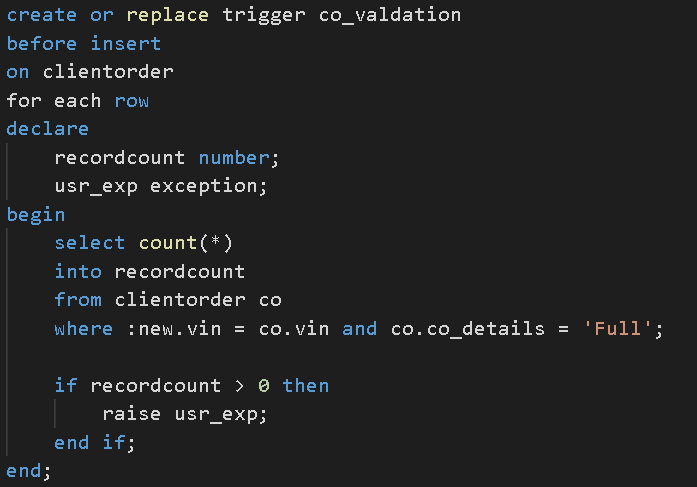 create or replace trigger co_valdation
before insert
on clientorder
for each row
declare
    recordcount number;
    usr_exp exception;
begin
    select count(*)
    into recordcount
    from clientorder co
    where :new.vin = co.vin and co.co_details = 'Full';

    if recordcount > 0 then
        raise usr_exp;
    end if;
end;